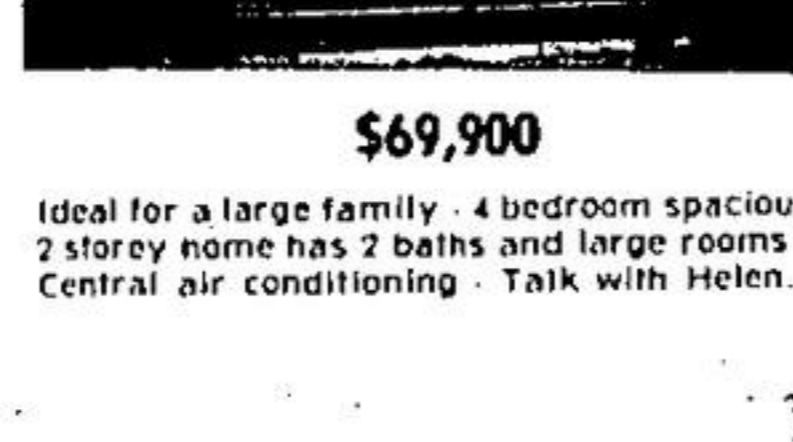 $69,900
Ideal for a large family · 4 bedroom spaciou
2 storey home has 2 baths and large rooms
Central air conditioning · Talk with Helen.